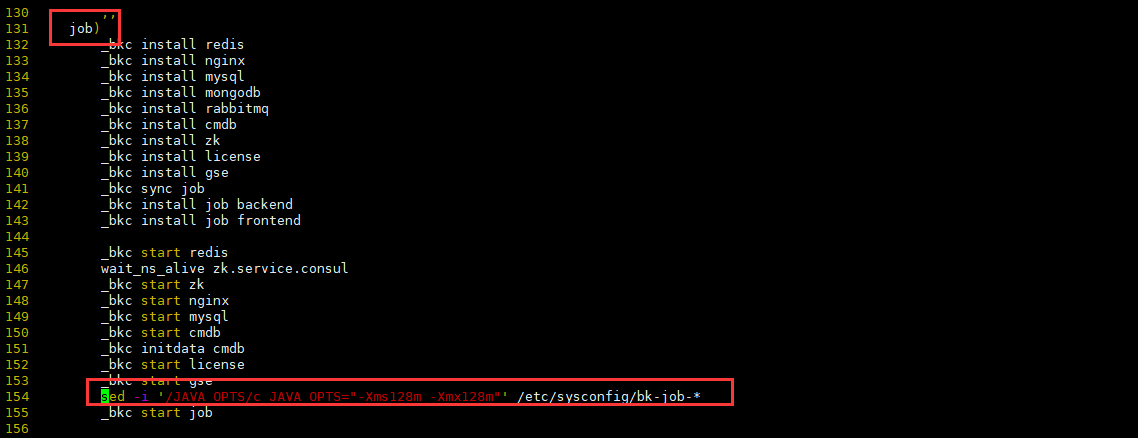 130 ;;
131 job)
132 _bkc install redis
133 _bkc install nginx
134 _bkc install mysql
135 _bkc install mongodb
136 _bkc install rabbitmq
137 _bkc install cmdb
138 _bkc install zk
139 _bkc install license
140 _bkc install gse
141 _bkc sync job
142 _bkc install job backend
143 _bkc install job frontend
144
145 _bkc start redis
146 wait_ns_alive zk.service.consul
147 _bkc start zk
148 _bkc start nginx
149 _bkc start mysql
150 _bkc start cmdb
151 _bkc initdata cmdb
152 _bkc start license
153 _bkc start gse
154 sed -i '/JAVA_OPTS/c JAVA_OPTS="-Xms128m -Xmx128m"' /etc/sysconfig/bk-job-*
155 _bkc start job
156